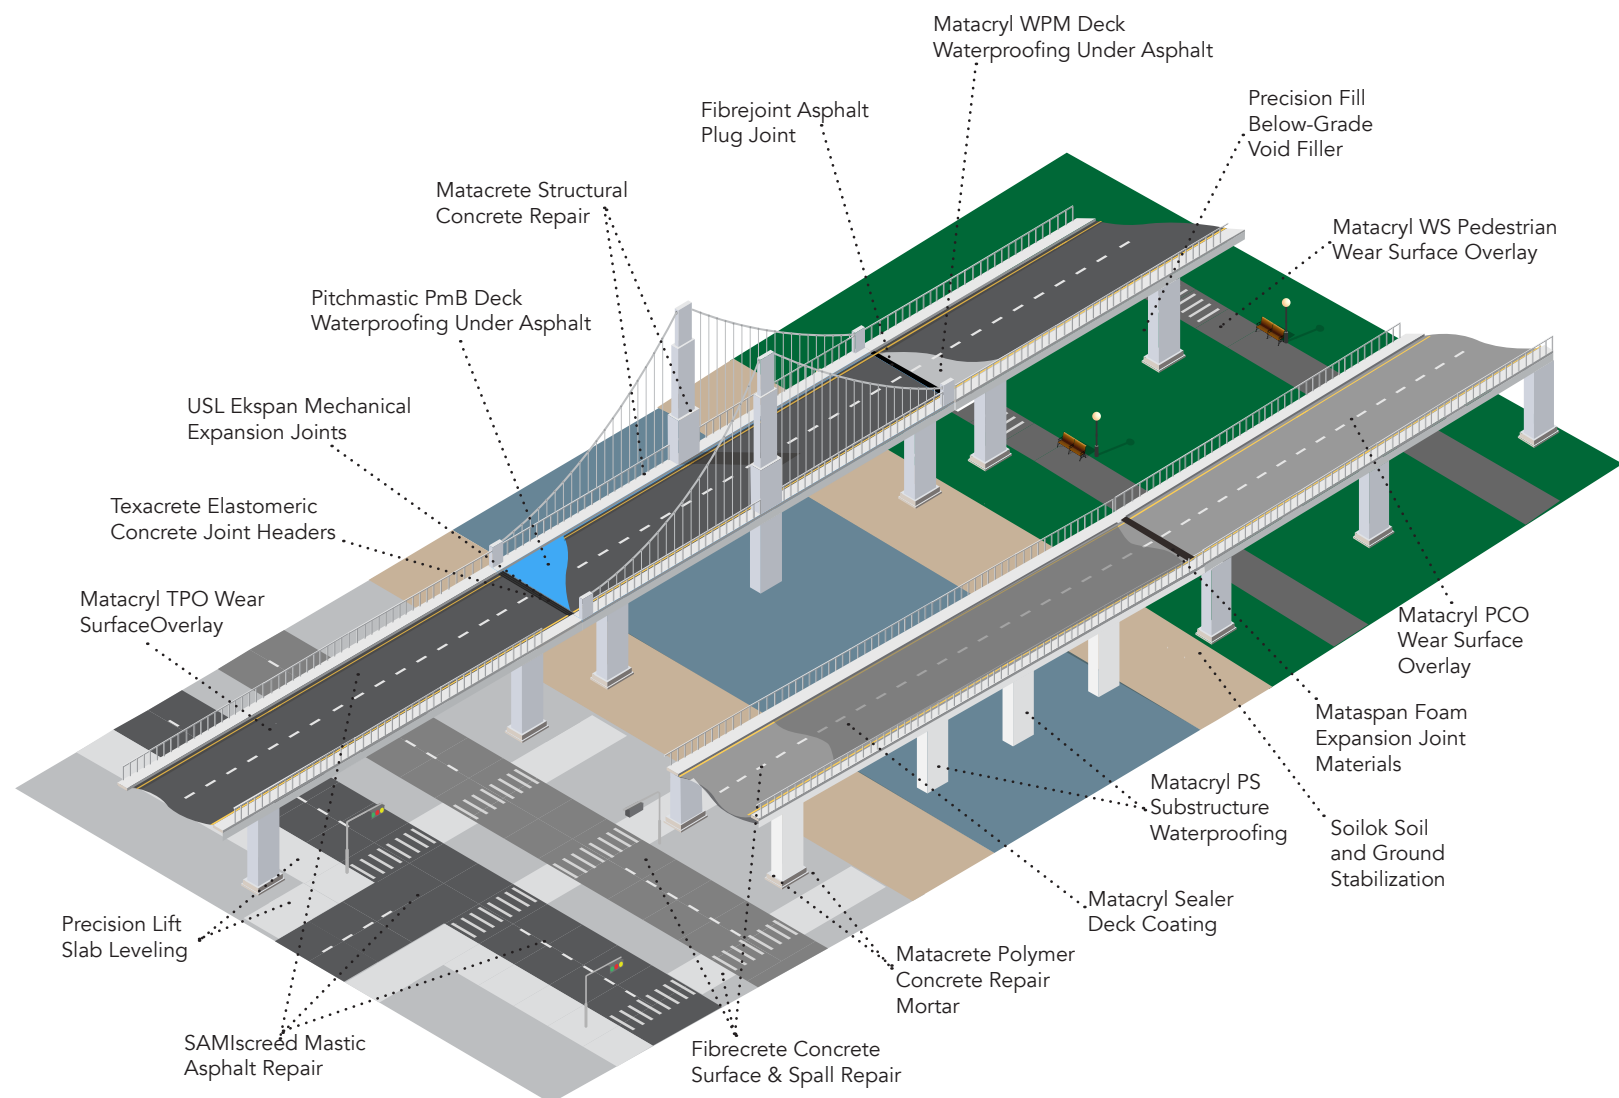 Matacryl WPM Deck
Waterproofing Under Asphalt
Fibrejoint Asphalt
Plug Joint
Precision Fill
Below-Grade
Void Filler
Matacrete Structural
Concrete Repair
Matacryl WS Pedestrian
Wear Surface Overlay
Pitchmastic PmB Deck
Waterproofing Under Asphalt
USL Ekspan Mechanical
Expansion Joints
Texacrete Elastomeric
Concrete Joint Headers
Matacryl TPO Wear
SurfaceOverlay
Matacryl PCO
Wear Surface
Overlay
Mataspan Foam
Expansion Joint
Materials
Matacryl PS
Substructure
Waterproofing
Soilok Soil
and Ground
Stabilization
Matacryl Sealer
Deck Coating
Precision Lift
Slab Leveling
Matacrete Polymer
Concrete Repair
Mortar
SAMIscreed Mastic
Asphalt Repair
Fibrecrete Concrete
Surface & Spall Repair